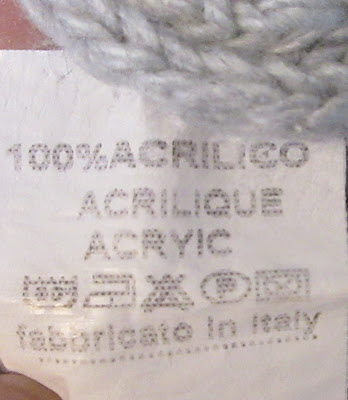 100%ACRILICO
ACRILIQUE
ACRYIC
fabbricato in italy